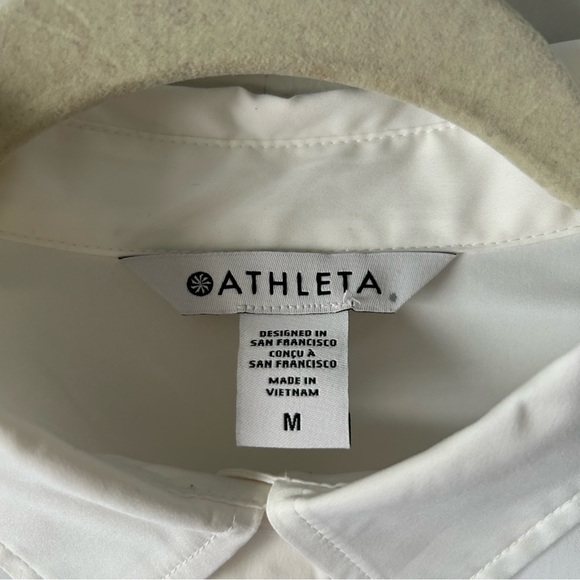 ATHLETA
DESIGNED IN
SAN FRANCISCO
CONÇU À
SAN FRANCISCO
MADE IN
VIETNAM
M